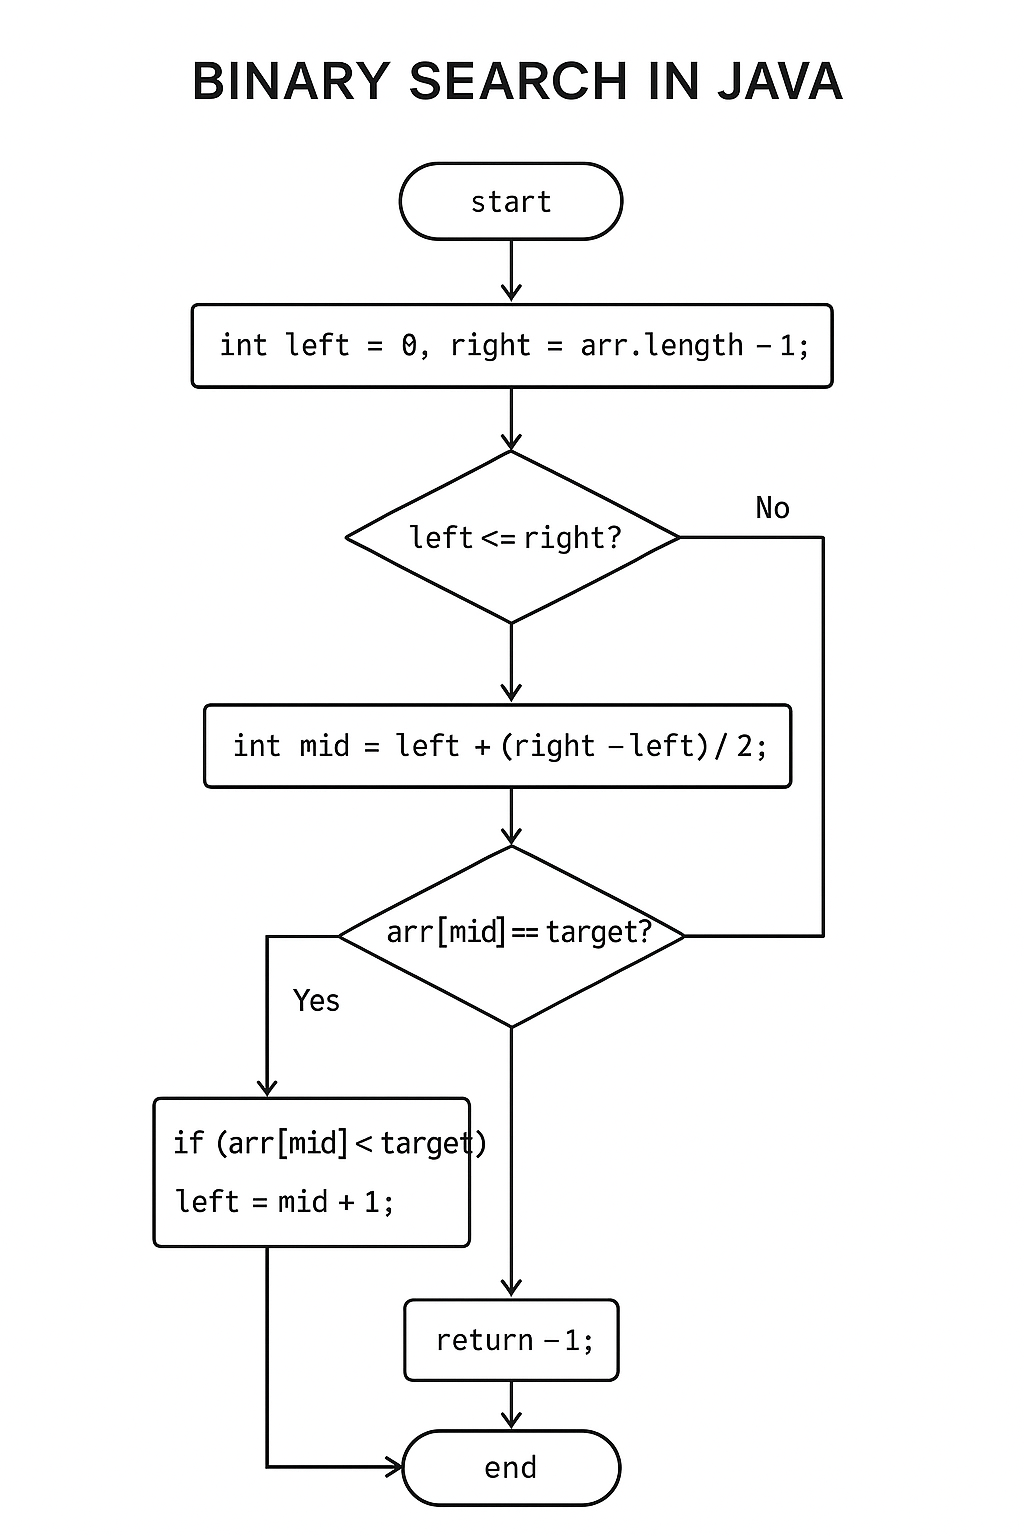 BINARY SEARCH IN JAVA
start
int left = 0, right = arr.length – 1;
left <= right?
No
int mid = left + (right – left) / 2;
arr[mid] == target?
Yes
if (arr[mid] < target)
left = mid + 1;
return –1;
end